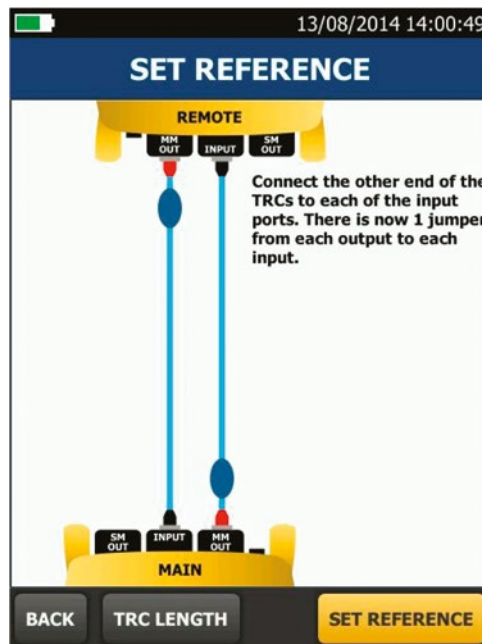 13/08/2014 14:00:49
SET REFERENCE
REMOTE
MM OUT
INPUT
SM OUT
Connect the other end of the
TRCs to each of the input
ports. There is now 1 jumper
from each output to each
input.
SM OUT
INPUT
MM OUT
MAIN
BACK
TRC LENGTH
SET REFERENCE